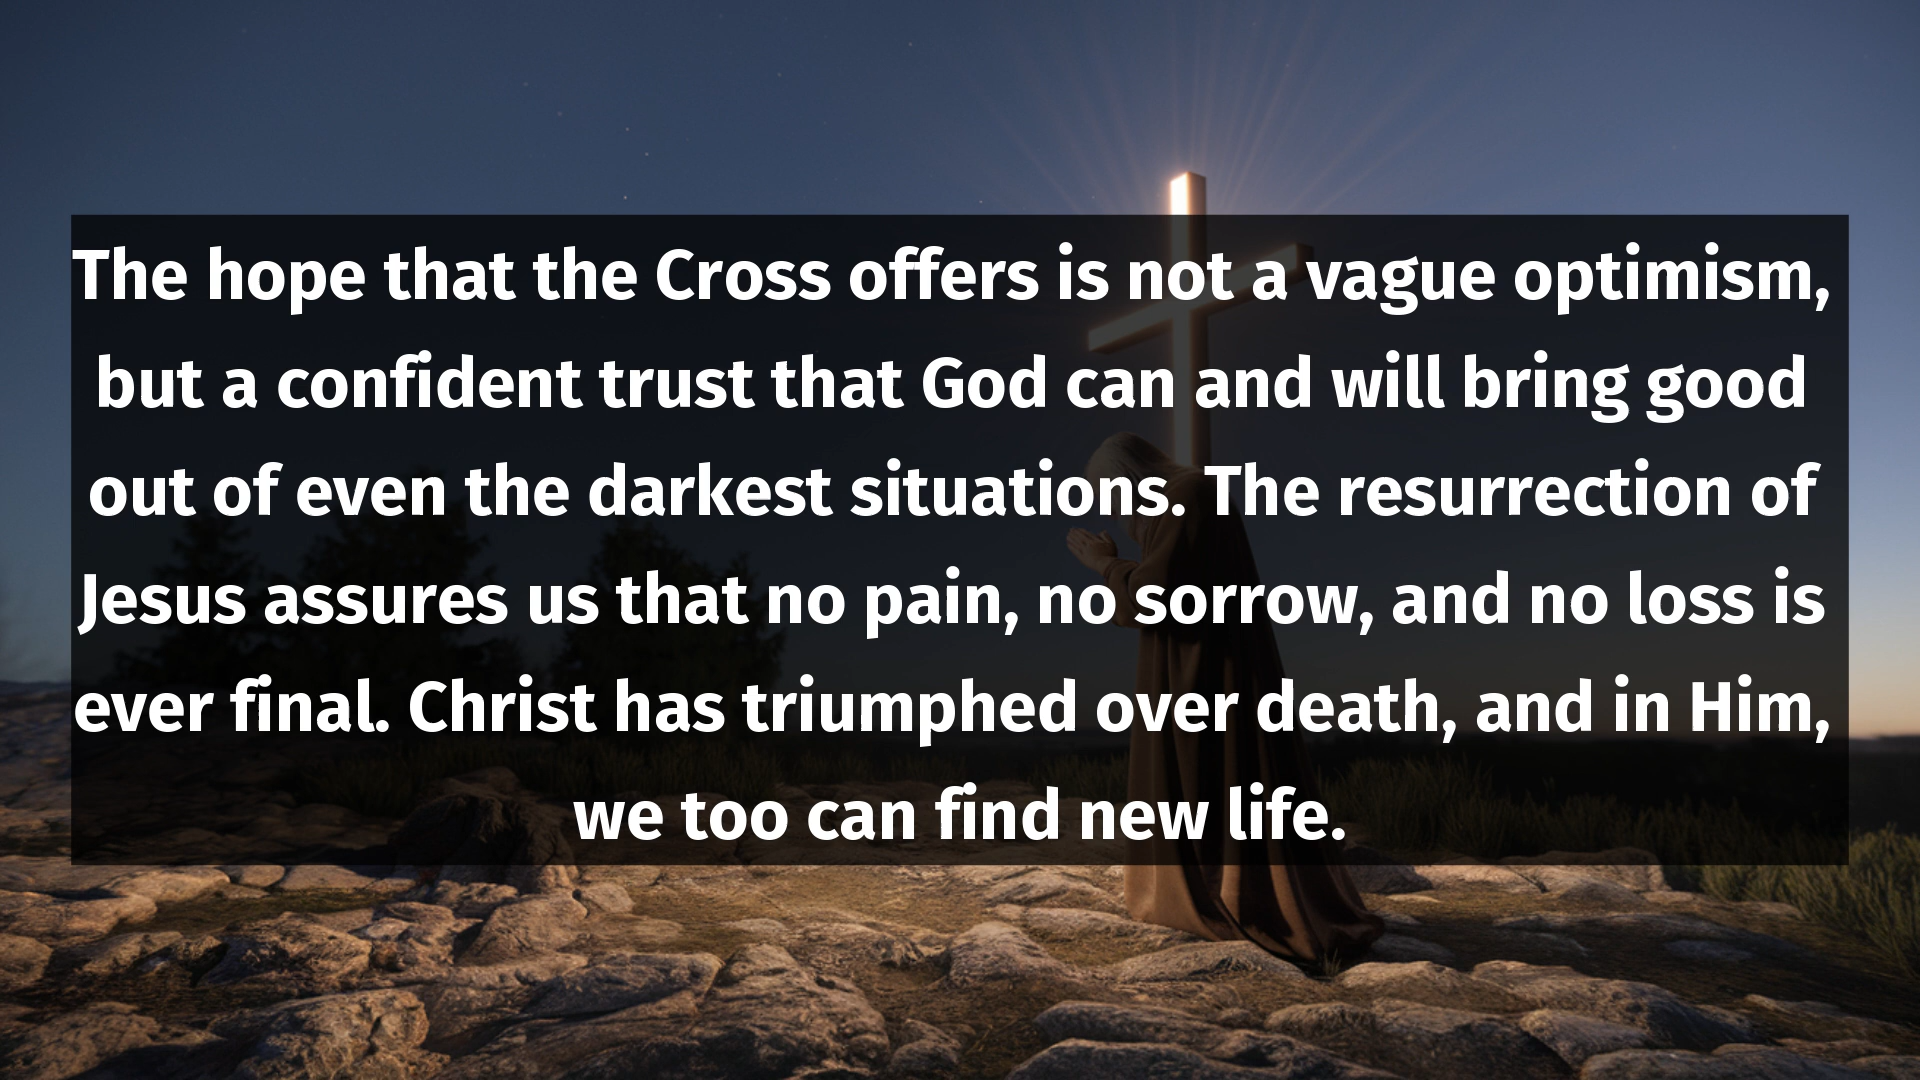 The hope that the Cross offers is not a vague optimism,
but a confident trust that God can and will bring good
out of even the darkest situations. The resurrection of
Jesus assures us that no pain, no sorrow, and no loss is
ever final. Christ has triumphed over death, and in Him,
we too can find new life.